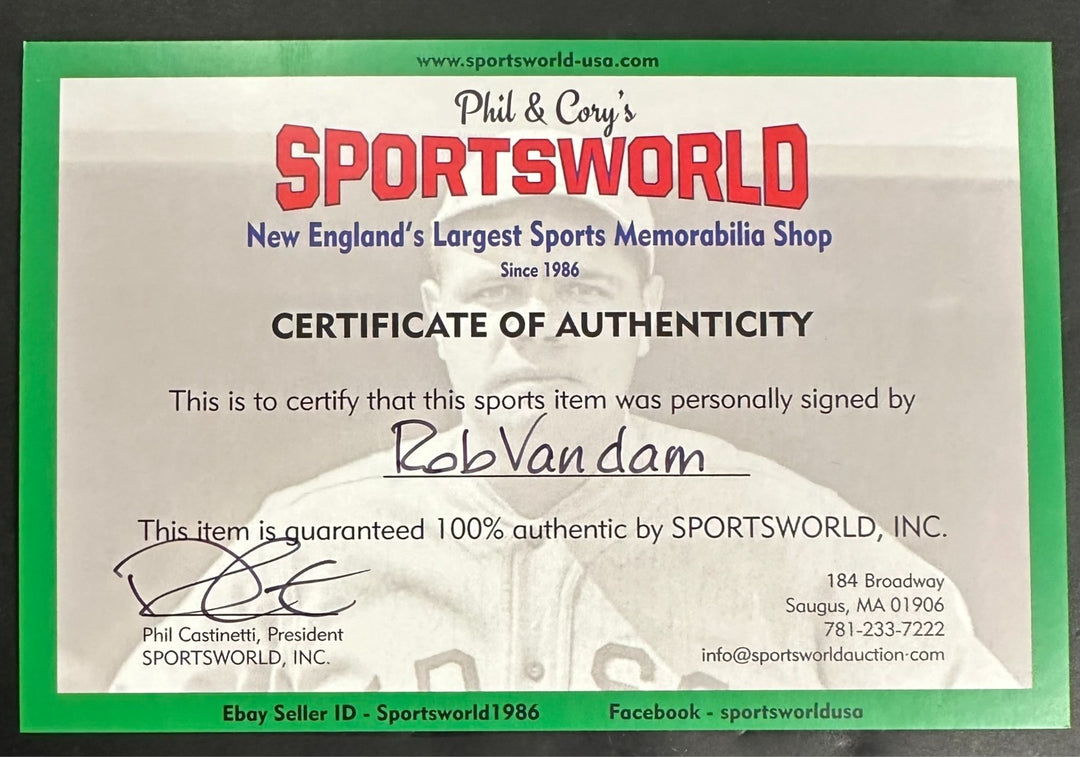 www.sportsworld-usa.com
Phil & Cory's
SPORTSWORLD
New England's Largest Sports Memorabilia Shop
Since 1986
CERTIFICATE OF AUTHENTICITY
This is to certify that this sports item was personally signed by
Rob Van dam
This item is guaranteed 100% authentic by SPORTSWORLD, INC.
Phil Castinetti, President
SPORTSWORLD, INC.
184 Broadway
Saugus, MA 01906
781-233-7222
info@sportsworldauction.com
Ebay Seller ID - Sportsworld1986
Facebook - sportsworldusa